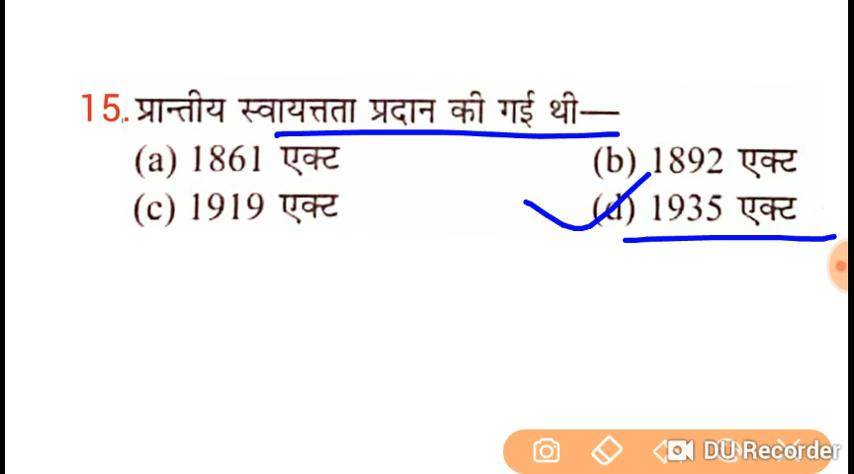 15. प्रान्तीय स्वायत्तता प्रदान की गई थी—
(a) 1861 एक्ट (b) 1892 एक्ट
(c) 1919 एक्ट (d) 1935 एक्ट
DU Recorder